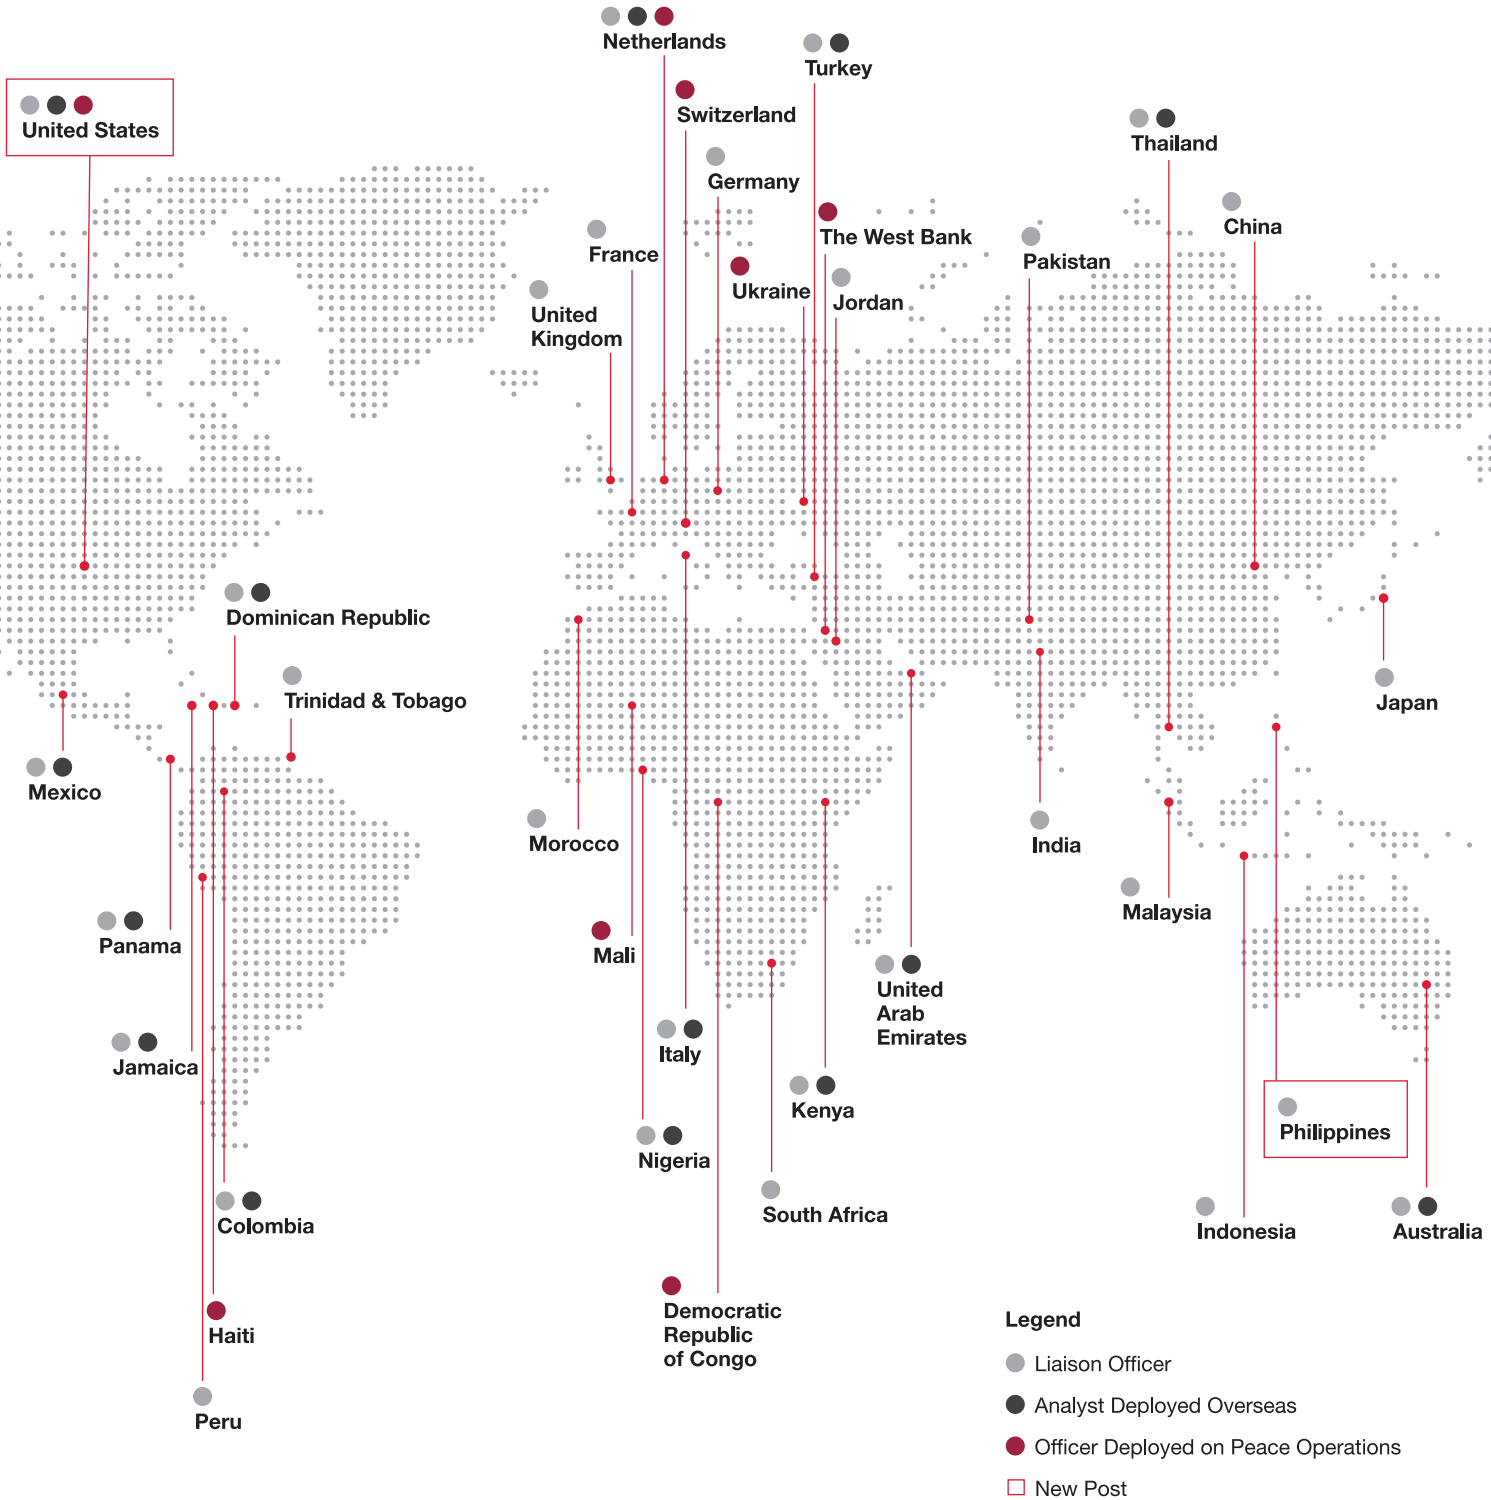 Netherlands
Turkey
United States
Switzerland
Thailand
Germany
The West Bank
China
France
Pakistan
Ukraine
Jordan
United
Kingdom
Dominican Republic
Trinidad & Tobago
Japan
Mexico
Morocco
India
Malaysia
Panama
Mali
United
Arab
Emirates
Italy
Jamaica
Kenya
Philippines
Nigeria
South Africa
Colombia
Indonesia
Australia
Haiti
Democratic
Republic
of Congo
Peru
Legend
Liaison Officer
Analyst Deployed Overseas
Officer Deployed on Peace Operations
New Post